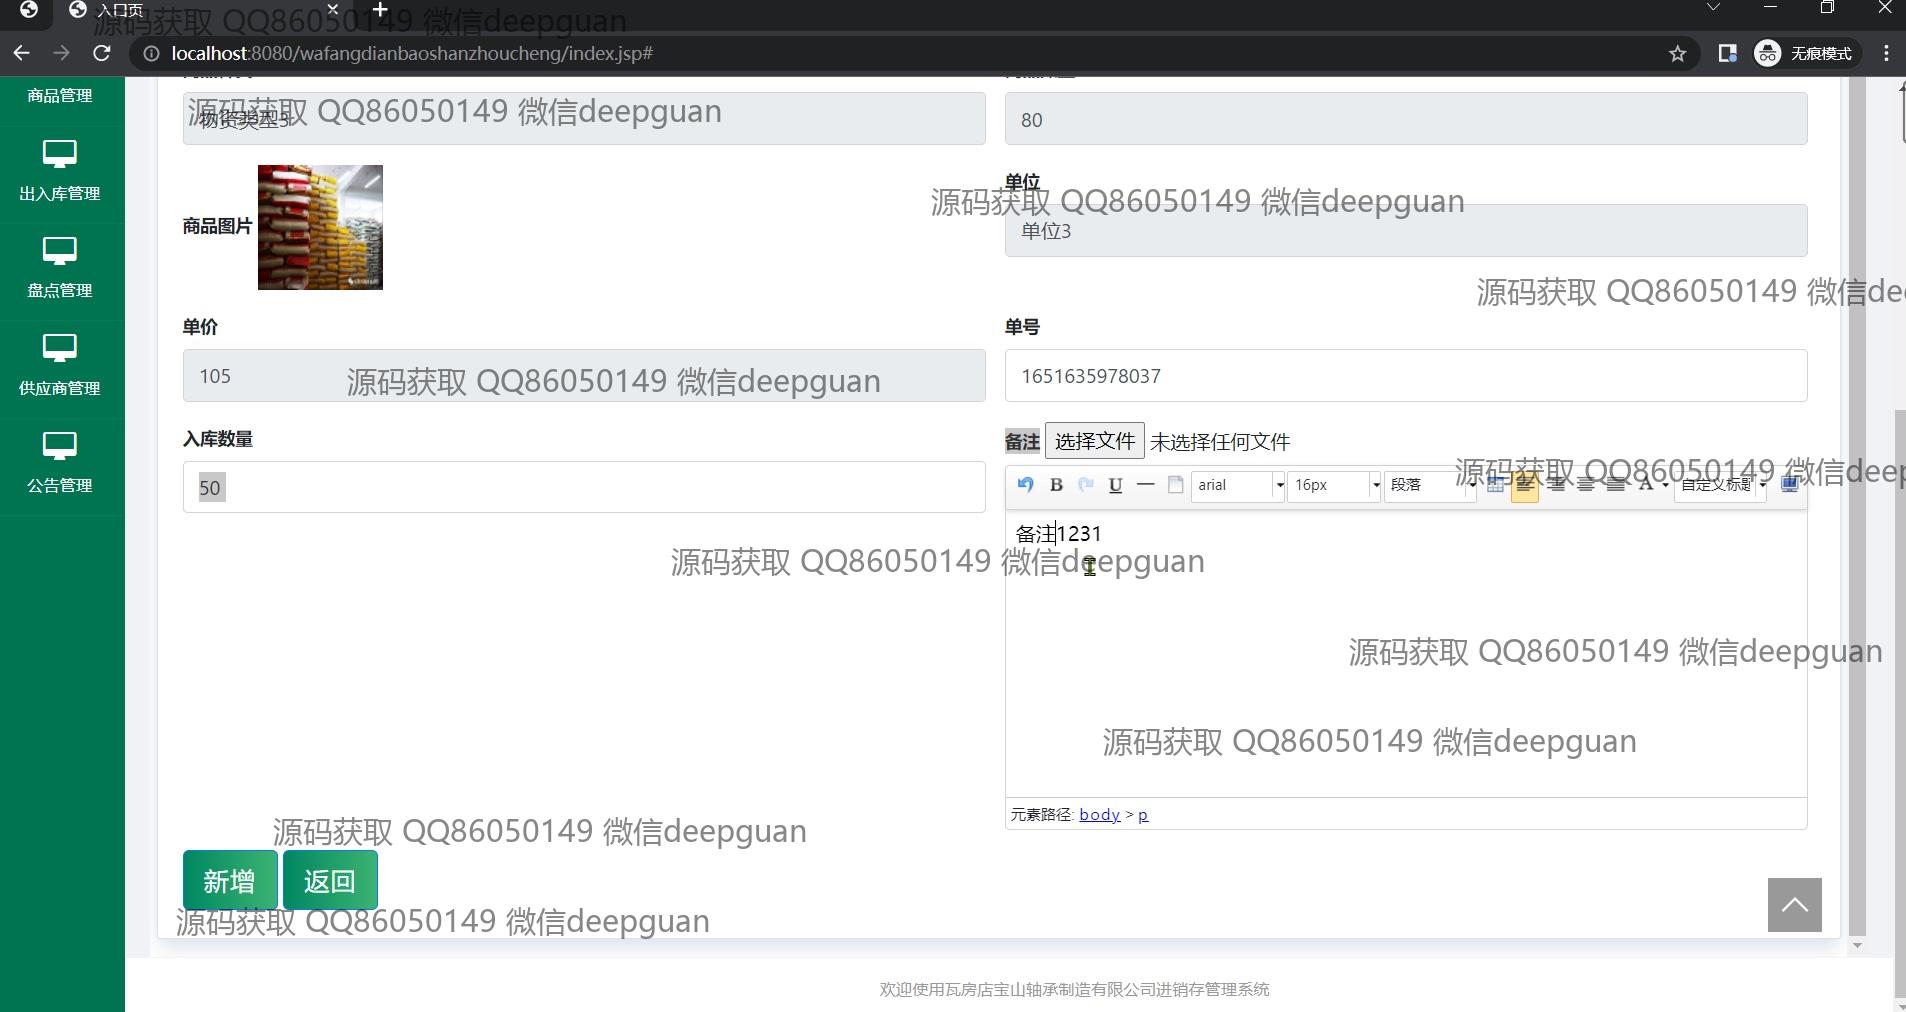 入口页
源码获取 QQ86050149 微信deepguan
localhost:8080/wafangdianbaoshanzhoucheng/index.jsp#
无痕模式
商品管理
源码获取 QQ86050149 微信deepguan
物资类型3
80
出入库管理
商品图片
单位
源码获取 QQ86050149 微信deepguan
单位3
盘点管理
源码获取 QQ86050149 微信de
单价
单号
供应商管理
105
源码获取 QQ86050149 微信deepguan
1651635978037
入库数量
备注 选择文件 未选择任何文件
公告管理
50
源码获取 QQ86050149 微信deep
B U arial 16px 段落 A 自定义标题
备注1231
源码获取 QQ86050149 微信deepguan
源码获取 QQ86050149 微信deepguan
源码获取 QQ86050149 微信deepguan
元素路径: body > p
源码获取 QQ86050149 微信deepguan
新增 返回
源码获取 QQ86050149 微信deepguan
欢迎使用瓦房店宝山轴承制造有限公司进销存管理系统